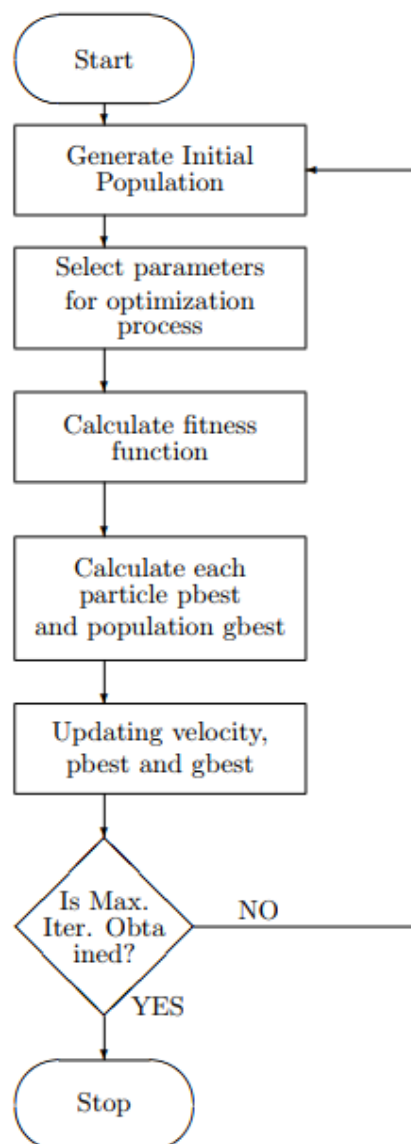 Start
Generate Initial
Population
Select parameters
for optimization
process
Calculate fitness
function
Calculate each
particle pbest
and population gbest
Updating velocity,
pbest and gbest
Is Max.
Iter. Obta
ined?
NO
YES
Stop